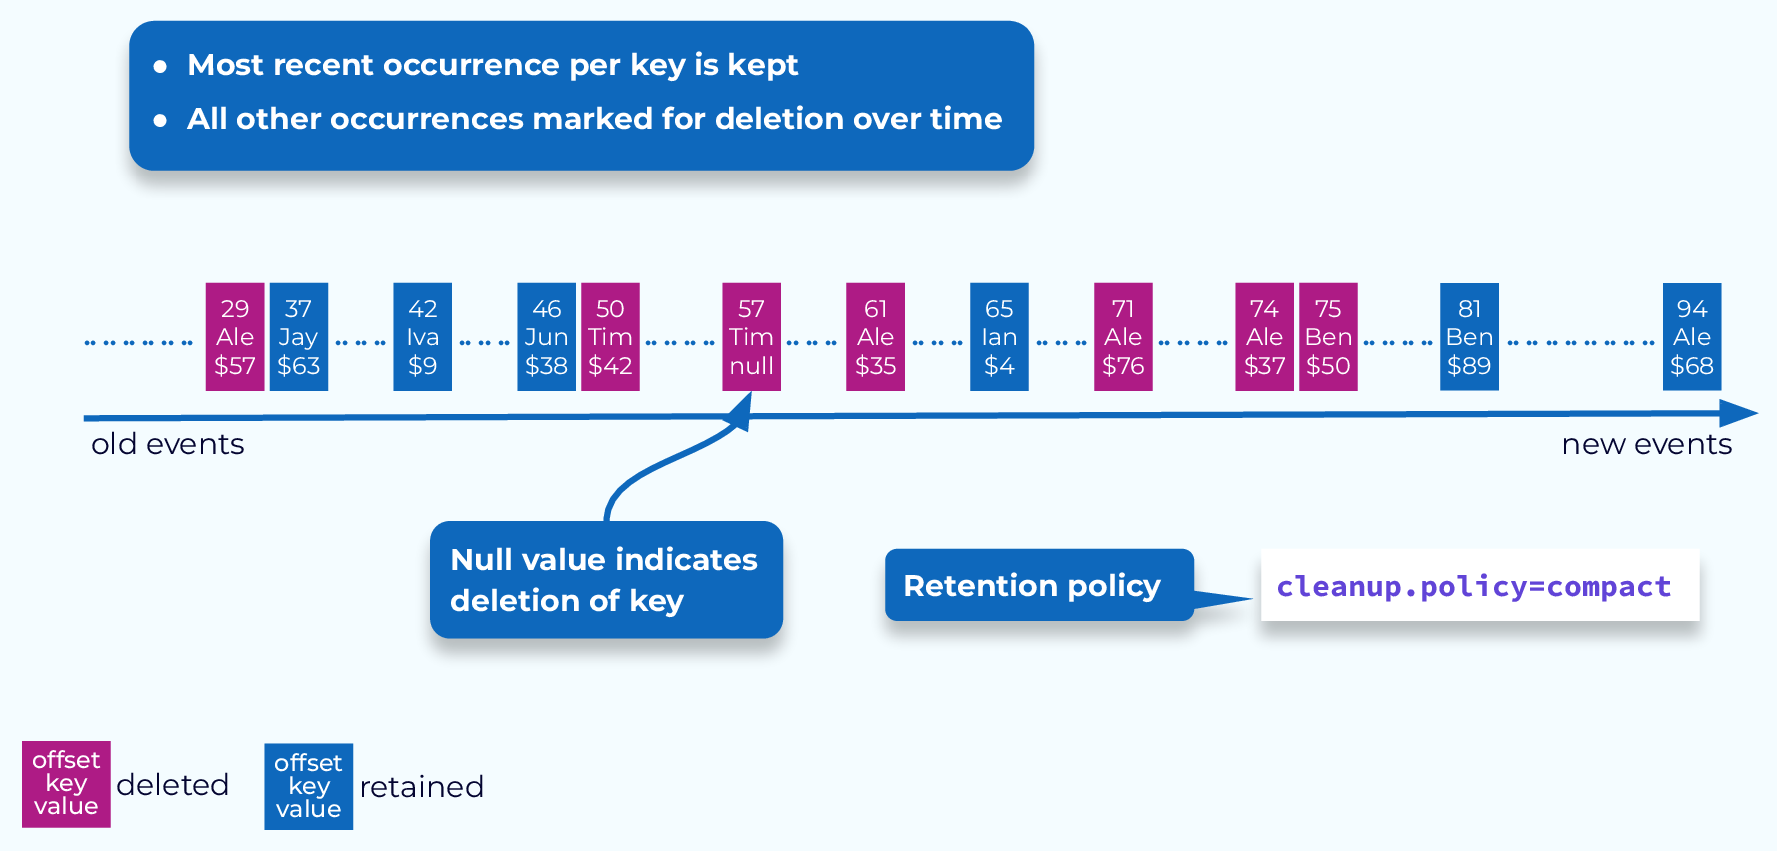 ● Most recent occurrence per key is kept
● All other occurrences marked for deletion over time
29
Ale
$57
37
Jay
$63
42
Iva
$9
46
Jun
$38
50
Tim
$42
57
Tim
null
61
Ale
$35
65
Ian
$4
71
Ale
$76
74
Ale
$37
75
Ben
$50
81
Ben
$89
94
Ale
$68
old events
new events
Null value indicates
deletion of key
Retention policy
cleanup.policy=compact
offset
key
value
deleted
offset
key
value
retained